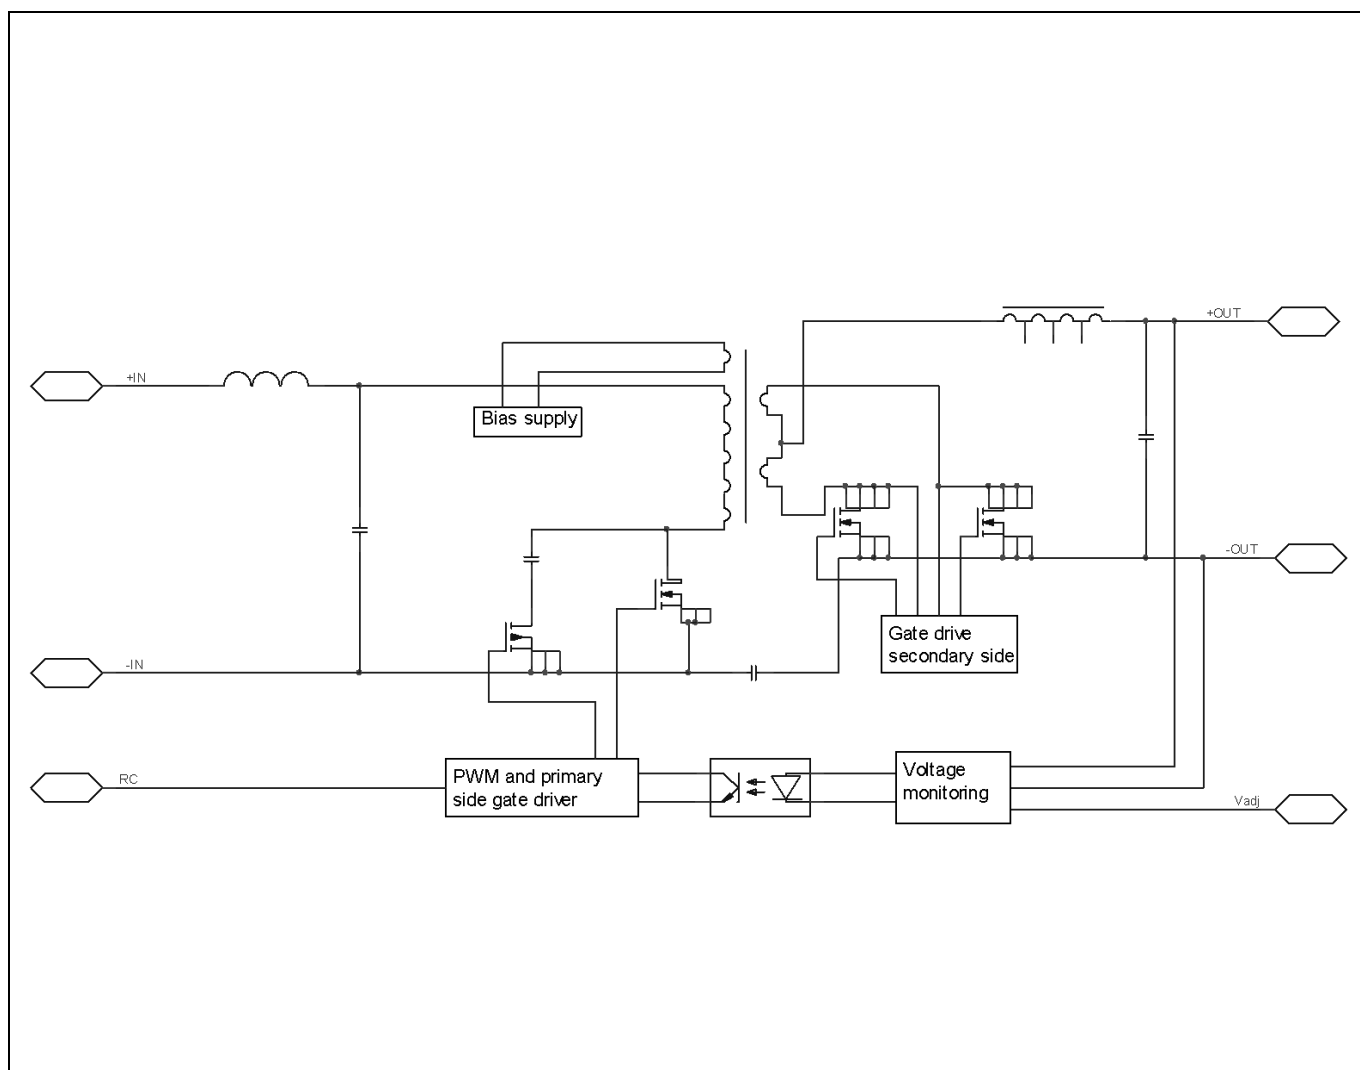 +OUT
+IN
Bias supply
-OUT
Gate drive
secondary side
-IN
RC
PWM and primary
side gate driver
Voltage
monitoring
Vadj